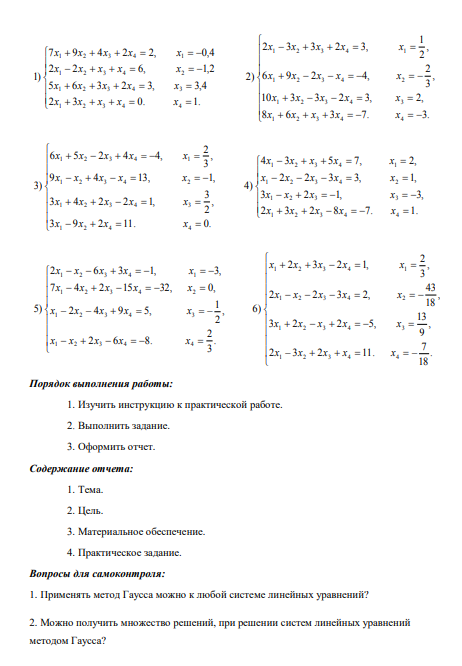 1) 7x₁ + 9x₂ + 4x₃ + 2x₄ = 2, x₁ = −0,4
2x₁ − 2x₂ + x₃ + x₄ = 6, x₂ = −1,2
5x₁ + 6x₂ + 3x₃ + 2x₄ = 3, x₃ = 3,4
2x₁ + 3x₂ + x₃ + x₄ = 0. x₄ = 1.
2) 2x₁ − 3x₂ + 3x₃ + 2x₄ = 3, x₁ = 1/2,
6x₁ + 9x₂ − 2x₃ − x₄ = −4, x₂ = −2/3,
10x₁ + 3x₂ − 3x₃ − 2x₄ = 3, x₃ = 2,
8x₁ + 6x₂ + x₃ + 3x₄ = −7. x₄ = −3.
3) 6x₁ + 5x₂ − 2x₃ + 4x₄ = −4, x₁ = 2/3,
9x₁ − x₂ + 4x₃ − x₄ = 13, x₂ = −1,
3x₁ + 4x₂ + 2x₃ − 2x₄ = 1, x₃ = 3/2,
3x₁ − 9x₂ + 2x₄ = 11. x₄ = 0.
4) 4x₁ − 3x₂ + x₃ + 5x₄ = 7, x₁ = 2,
x₁ − 2x₂ − 2x₃ − 3x₄ = 3, x₂ = 1,
3x₁ − x₂ + 2x₃ = −1, x₃ = −3,
2x₁ + 3x₂ + 2x₃ − 8x₄ = −7. x₄ = 1.
5) 2x₁ − x₂ − 6x₃ + 3x₄ = −1, x₁ = −3,
7x₁ − 4x₂ + 2x₃ − 15x₄ = −32, x₂ = 0,
x₁ − 2x₂ − 4x₃ + 9x₄ = 5, x₃ = −1/2,
x₁ − x₂ + 2x₃ − 6x₄ = −8. x₄ = 2/3.
6) x₁ + 2x₂ + 3x₃ − 2x₄ = 1, x₁ = 2/3,
2x₁ − x₂ − 2x₃ − 3x₄ = 2, x₂ = −43/18,
3x₁ + 2x₂ − x₃ + 2x₄ = −5, x₃ = 13/9,
2x₁ − 3x₂ + 2x₃ + x₄ = 11. x₄ = −7/18.
Порядок выполнения работы:
1. Изучить инструкцию к практической работе.
2. Выполнить задание.
3. Оформить отчет.
Содержание отчета:
1. Тема.
2. Цель.
3. Материальное обеспечение.
4. Практическое задание.
Вопросы для самоконтроля:
1. Применять метод Гаусса можно к любой системе линейных уравнений?
2. Можно получить множество решений, при решении систем линейных уравнений
методом Гаусса?